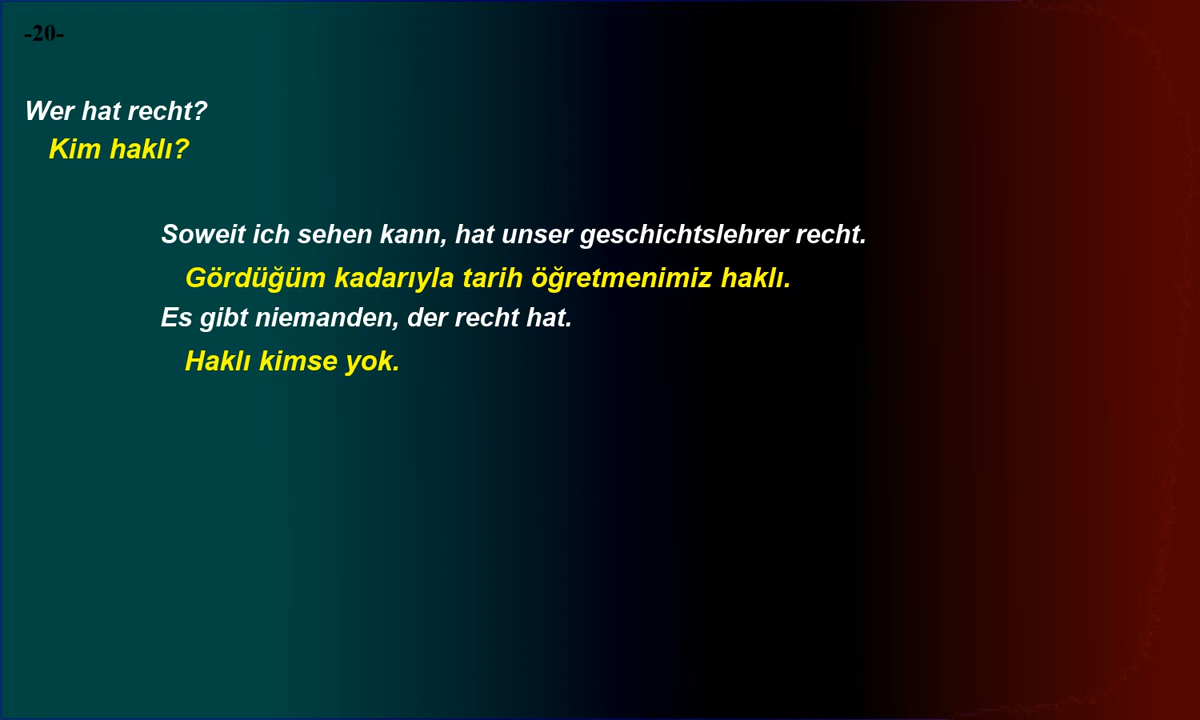 -20-
Wer hat recht?
Kim haklı?
Soweit ich sehen kann, hat unser geschichtslehrer recht.
Gördüğüm kadarıyla tarih öğretmenimiz haklı.
Es gibt niemanden, der recht hat.
Haklı kimse yok.